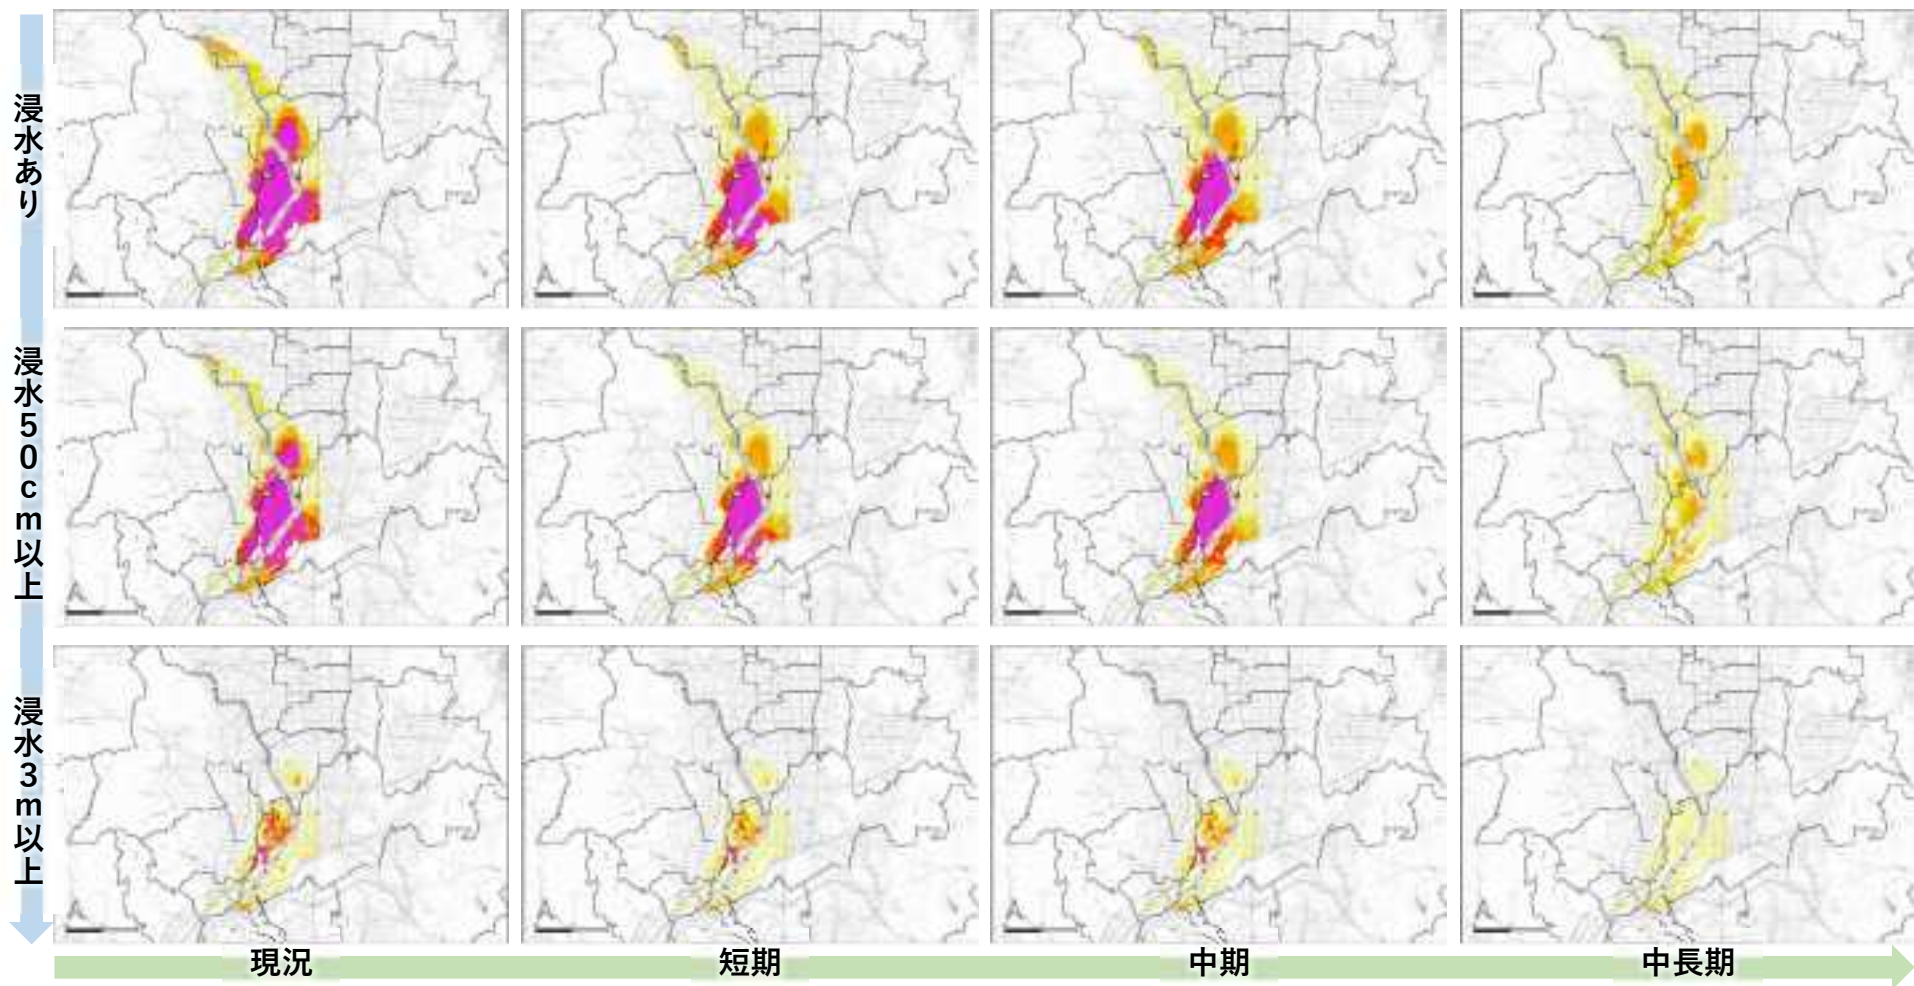 浸水あり
浸水50cm以上
浸水3m以上
現況
短期
中期
中長期